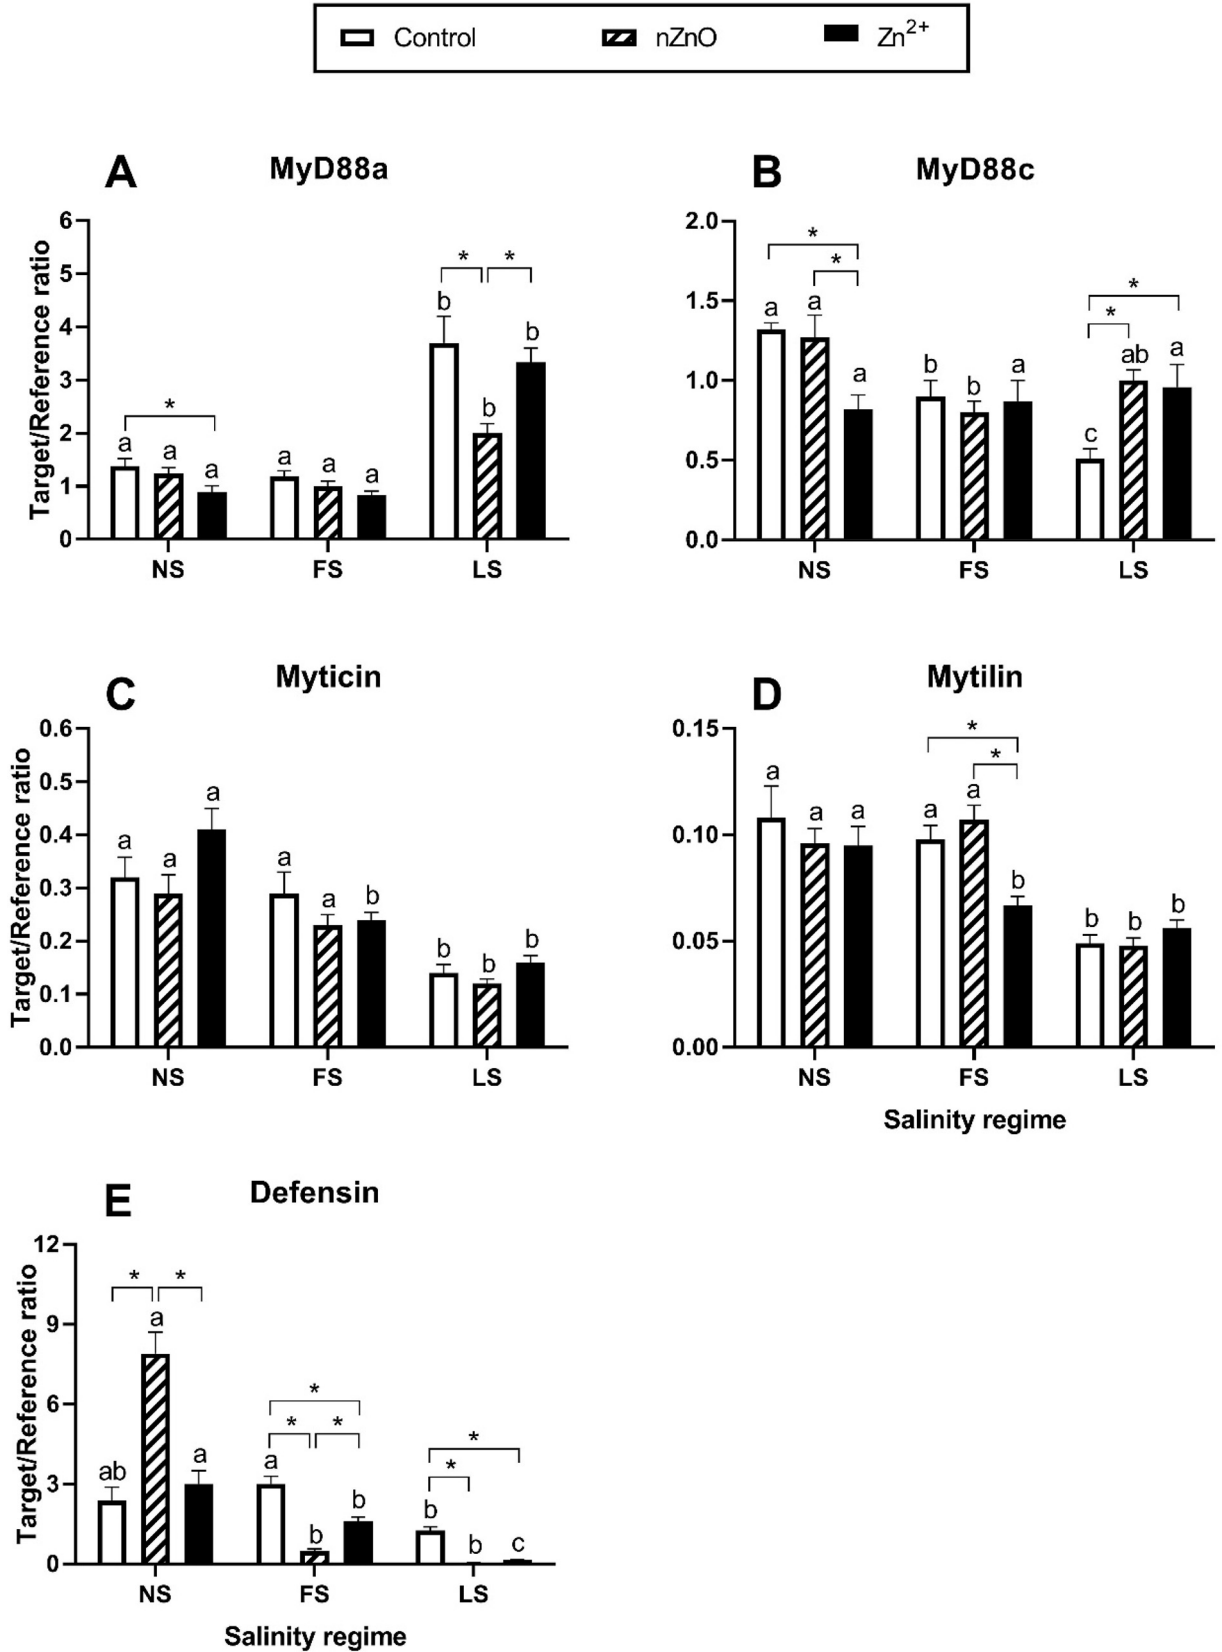 Control nZnO Zn2+
A MyD88a
Target/Reference ratio
6
5
4
3
2
1
0
* * *
a a a a a a b b b
NS FS LS
B MyD88c
2.0
1.5
1.0
0.5
0.0
* * * *
a a a b b a c ab a
NS FS LS
C Myticin
Target/Reference ratio
0.6
0.5
0.4
0.3
0.2
0.1
0.0
a a a a a b b b b
NS FS LS
D Mytilin
0.15
0.10
0.05
0.00
* *
a a a a a b b b b
NS FS LS
Salinity regime
E Defensin
Target/Reference ratio
12
9
6
3
0
* * * * * * *
ab a a a b b b b c
NS FS LS
Salinity regime